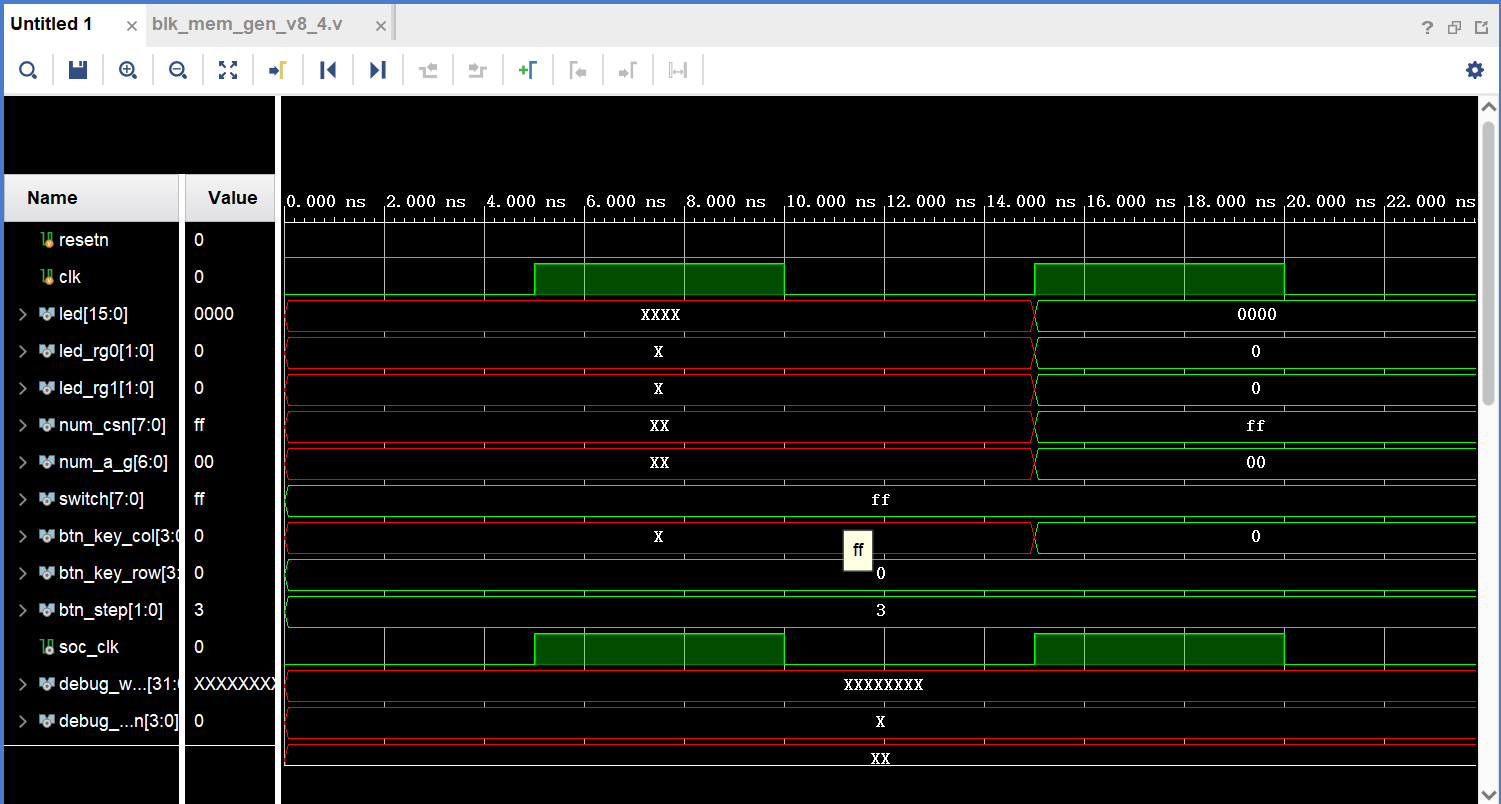 Untitled 1 × blk_mem_gen_v8_4.v × ?
Name Value 0.000 ns 2.000 ns 4.000 ns 6.000 ns 8.000 ns 10.000 ns 12.000 ns 14.000 ns 16.000 ns 18.000 ns 20.000 ns 22.000 ns
resetn 0
clk 0
led[15:0] 0000 XXXX 0000
led_rg0[1:0] 0 X 0
led_rg1[1:0] 0 X 0
num_csn[7:0] ff XX ff
num_a_g[6:0] 00 XX 00
switch[7:0] ff ff
btn_key_col[3:0 0 X 0
ff
btn_key_row[3: 0 0
btn_step[1:0] 3 3
soc_clk 0
debug_w...[31:0 XXXXXXXX XXXXXXXX
debug_...n[3:0] 0 X
XX